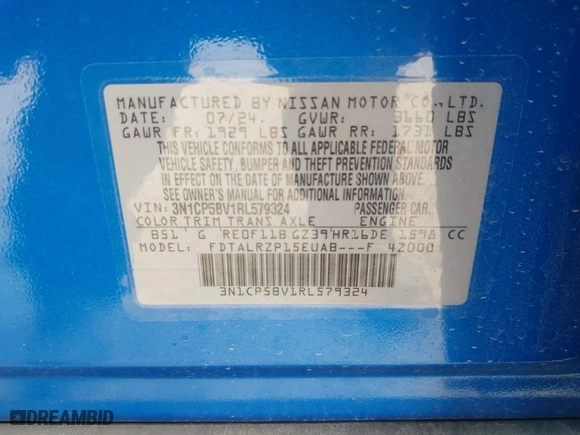 MANUFACTURED BY NISSAN MOTOR CO., LTD.
DATE: 07/24. GVWR: 3660 LBS
GAWR FR: 1929 LBS GAWR RR: 1731 LBS
THIS VEHICLE CONFORMS TO ALL APPLICABLE FEDERAL MOTOR
VEHICLE SAFETY, BUMPER AND THEFT PREVENTION STANDARDS
IN EFFECT ON THE DATE OF MANUFACTURE SHOWN ABOVE.
SEE OWNER'S MANUAL FOR ADDITIONAL INFORMATION.
VIN: 3N1CP5BV1RL579324 PASSENGER CAR.
COLOR TRIM TRANS AXLE ENGINE
B51 G RE0F11B GZ39 HR16DE 1598 CC
MODEL: FDTALRZP15EUAB---F 42000
3N1CP5BV1RL579324
DREAMBID